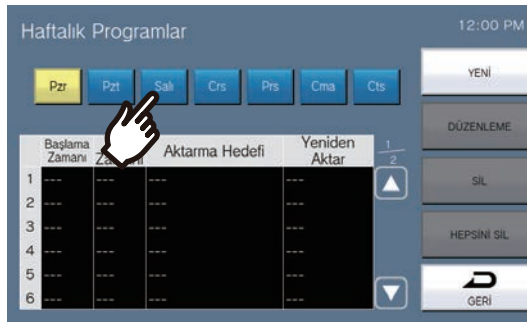 Haftalık Programlar
12:00 PM
Pzr Pzt Salı Crs Prs Cma Cts
YENİ
DÜZENLEME
SİL
HEPSİNİ SİL
GERİ
Başlama Zamanı
Aktarma Hedefi
Yeniden Aktar
1/2
1 --- --- --- ---
2 --- --- --- ---
3 --- --- --- ---
4 --- --- --- ---
5 --- --- --- ---
6 --- --- --- ---